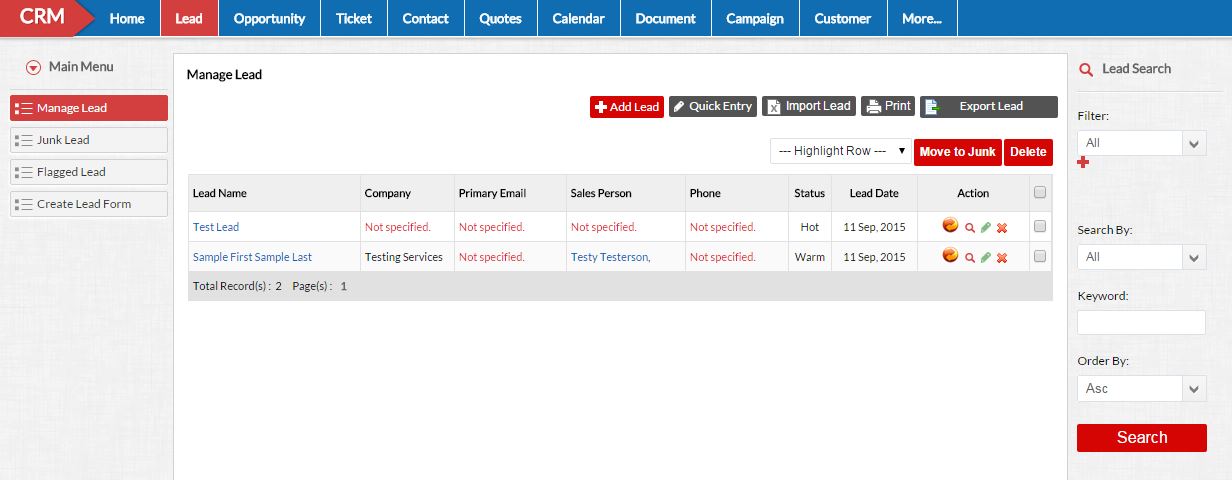 CRM Home Lead Opportunity Ticket Contact Quotes Calendar Document Campaign Customer More...
Main Menu
Manage Lead
Junk Lead
Flagged Lead
Create Lead Form
Manage Lead
Add Lead Quick Entry Import Lead Print Export Lead
--- Highlight Row --- Move to Junk Delete
Lead Name Company Primary Email Sales Person Phone Status Lead Date Action
Test Lead Not specified. Not specified. Not specified. Not specified. Hot 11 Sep, 2015
Sample First Sample Last Testing Services Not specified. Testy Testerson, Not specified. Warm 11 Sep, 2015
Total Record(s) : 2 Page(s) : 1
Lead Search
Filter:
All
Search By:
All
Keyword:
Order By:
Asc
Search